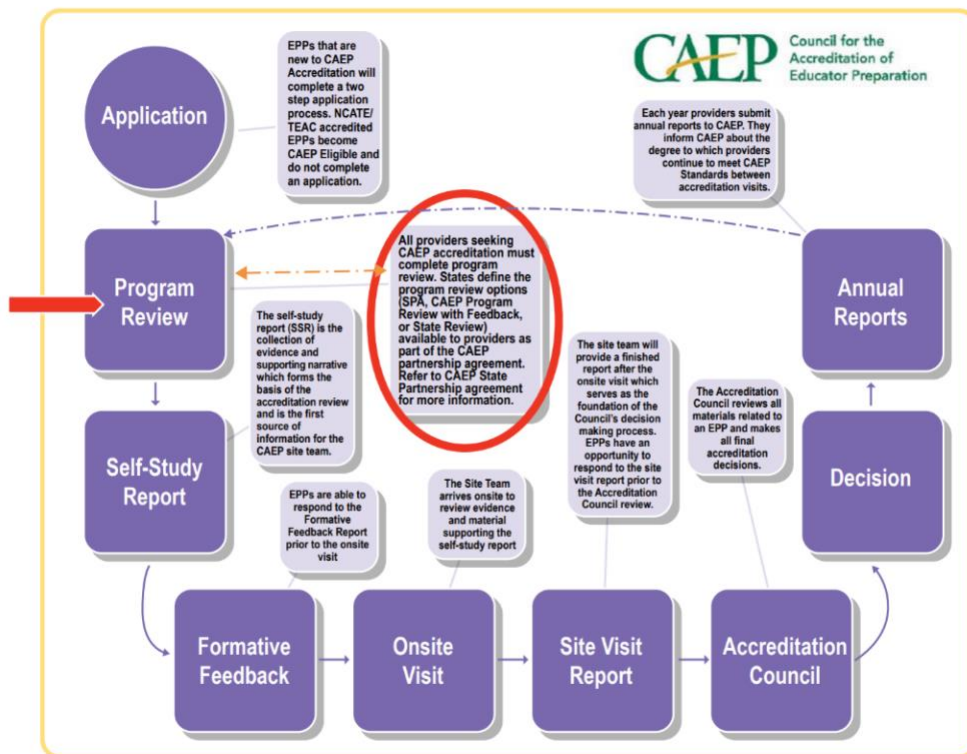 EPPs that are
new to CAEP
Accreditation will
complete a two
step application
process. NCATE/
TEAC accredited
EPPs become
CAEP Eligible and
do not complete
an application.
CAEP
Council for the
Accreditation of
Educator Preparation
Application
Each year providers submit
annual reports to CAEP. They
inform CAEP about the
degree to which providers
continue to meet CAEP
Standards between
accreditation visits.
Program
Review
All providers seeking
CAEP accreditation must
complete program
review. States define the
program review options
(SPA, CAEP Program
Review with Feedback,
or State Review)
available to providers as
part of the CAEP
partnership agreement.
Refer to CAEP State
Partnership agreement
for more information.
Annual
Reports
The self-study
report (SSR) is the
collection of
evidence and
supporting narrative
which forms the
basis of the
accreditation review
and is the first
source of
information for the
CAEP site team.
The site team will
provide a finished
report after the
onsite visit which
serves as the
foundation of the
Council's decision
making process.
EPPs have an
opportunity to
respond to the site
visit report prior to
the Accreditation
Council review.
The Accreditation
Council reviews all
materials related to
an EPP and makes
all final
accreditation
decisions.
Self-Study
Report
EPPs are able to
respond to the
Formative
Feedback Report
prior to the onsite
visit
The Site Team
arrives onsite to
review evidence
and material
supporting the
self-study report
Decision
Formative
Feedback
Onsite
Visit
Site Visit
Report
Accreditation
Council